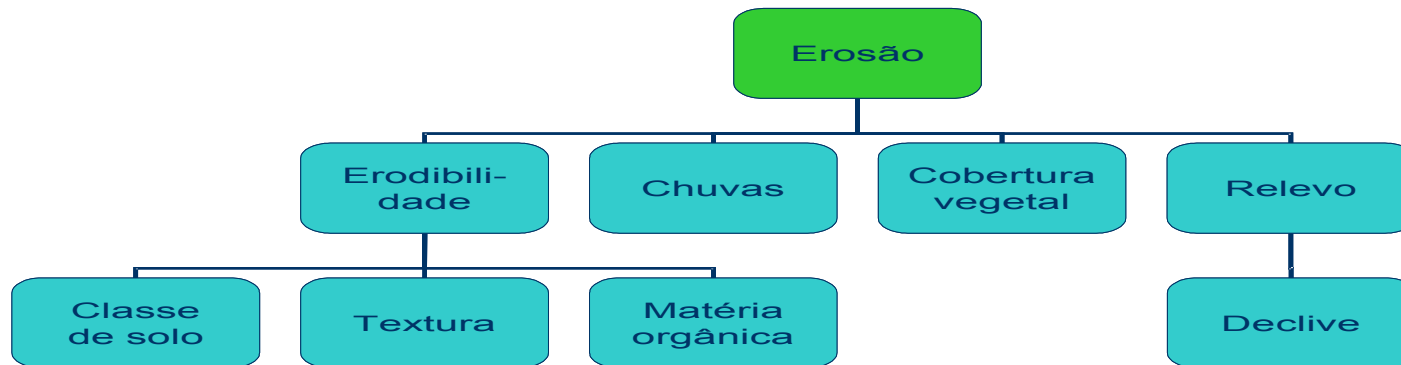 Erosão
Erodibili-
dade
Chuvas
Cobertura
vegetal
Relevo
Classe
de solo
Textura
Matéria
orgânica
Declive